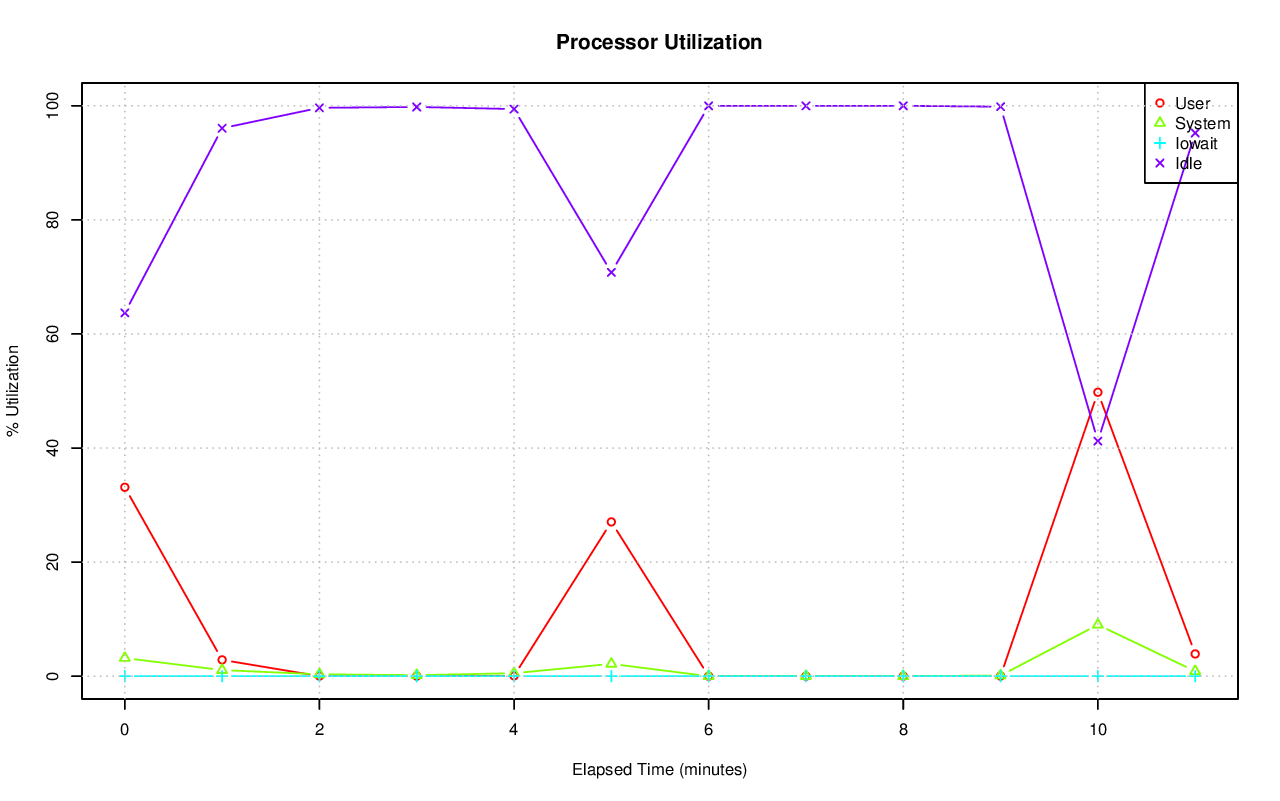 Processor Utilization
% Utilization
100
80
60
40
20
0
User
System
Iowait
Idle
0 2 4 6 8 10
Elapsed Time (minutes)